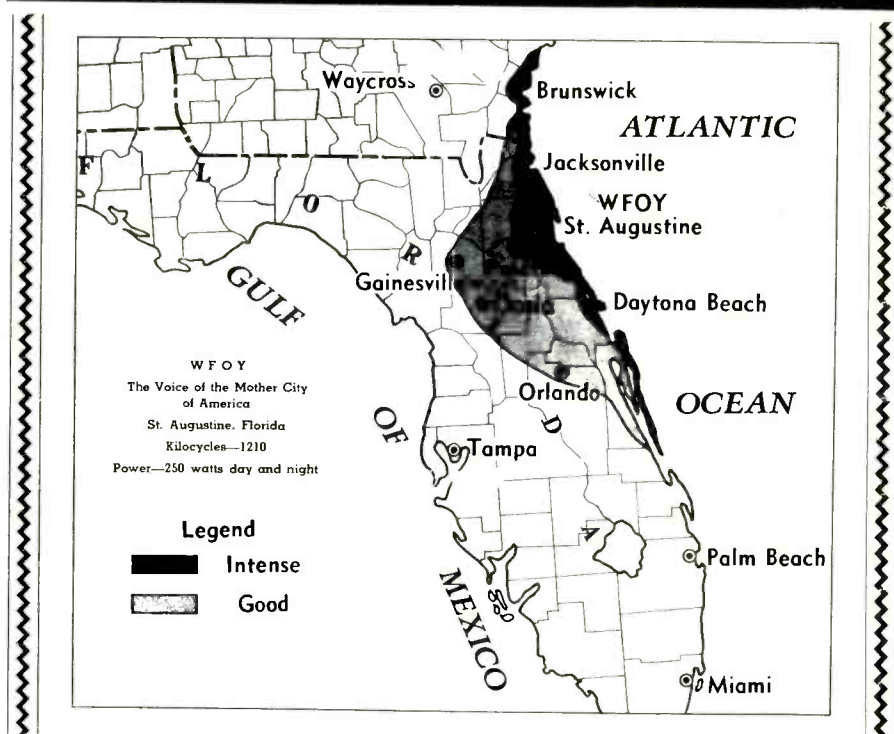 Waycross
Brunswick
ATLANTIC
Jacksonville
WFOY
St. Augustine
F L O R I D A
Gainesvill
GULF
Daytona Beach
WFOY
The Voice of the Mother City
of America
St. Augustine, Florida
Kilocycles—1210
Power—250 watts day and night
Orlando
OCEAN
OF
Tampa
Legend
Intense
Good
Palm Beach
MEXICO
Miami